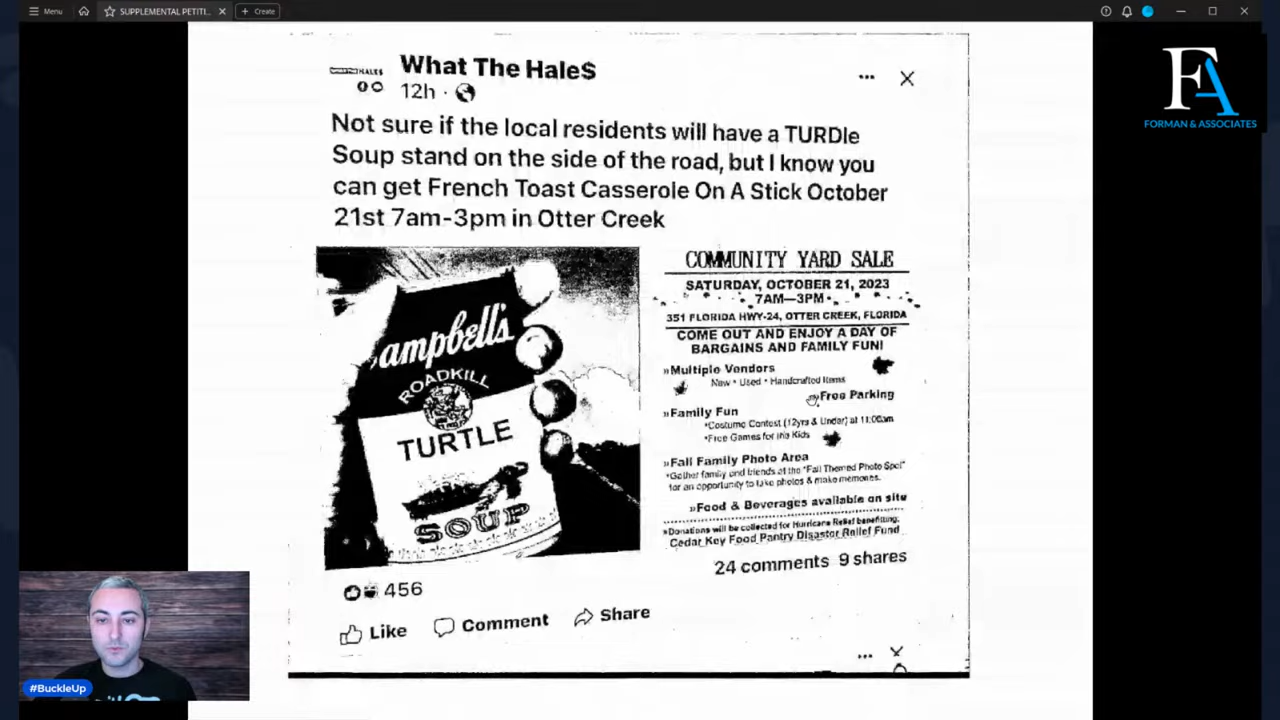 Menu
SUPPLEMENTAL PETITI...
Create
FA
FORMAN & ASSOCIATES
What The Hale$
12h
Not sure if the local residents will have a TURDle
Soup stand on the side of the road, but I know you
can get French Toast Casserole On A Stick October
21st 7am-3pm in Otter Creek
ampbell's
ROADKILL
TURTLE
SOUP
COMMUNITY YARD SALE
SATURDAY, OCTOBER 21, 2023
7AM—3PM
351 FLORIDA HWY-24, OTTER CREEK, FLORIDA
COME OUT AND ENJOY A DAY OF
BARGAINS AND FAMILY FUN!
»Multiple Vendors
New • Used • Handcrafted Items
»Free Parking
»Family Fun
*Costume Contest (12yrs & Under) at 11:00am
*Free Games for the Kids
»Fall Family Photo Area
*Gather family and friends at the "Fall Themed Photo Spot"
for an opportunity to take photos & make memories.
»Food & Beverages available on site
»Donations will be collected for Hurricane Relief benefiting:
Cedar Key Food Pantry Disaster Relief Fund
456
24 comments 9 shares
Like
Comment
Share
#BuckleUp